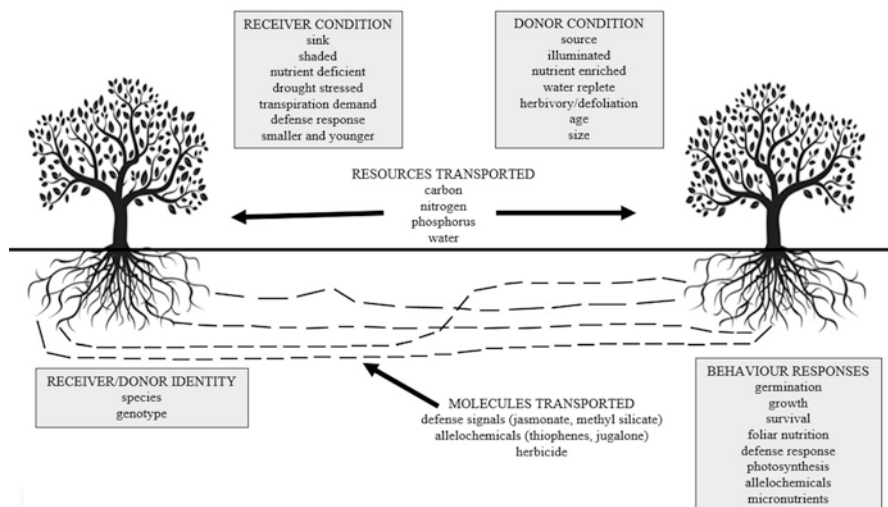 RECEIVER CONDITION
sink
shaded
nutrient deficient
drought stressed
transpiration demand
defense response
smaller and younger
DONOR CONDITION
source
illuminated
nutrient enriched
water replete
herbivory/defoliation
age
size
RESOURCES TRANSPORTED
carbon
nitrogen
phosphorus
water
RECEIVER/DONOR IDENTITY
species
genotype
MOLECULES TRANSPORTED
defense signals (jasmonate, methyl silicate)
allelochemicals (thiophenes, jugalone)
herbicide
BEHAVIOUR RESPONSES
germination
growth
survival
foliar nutrition
defense response
photosynthesis
allelochemicals
micronutrients